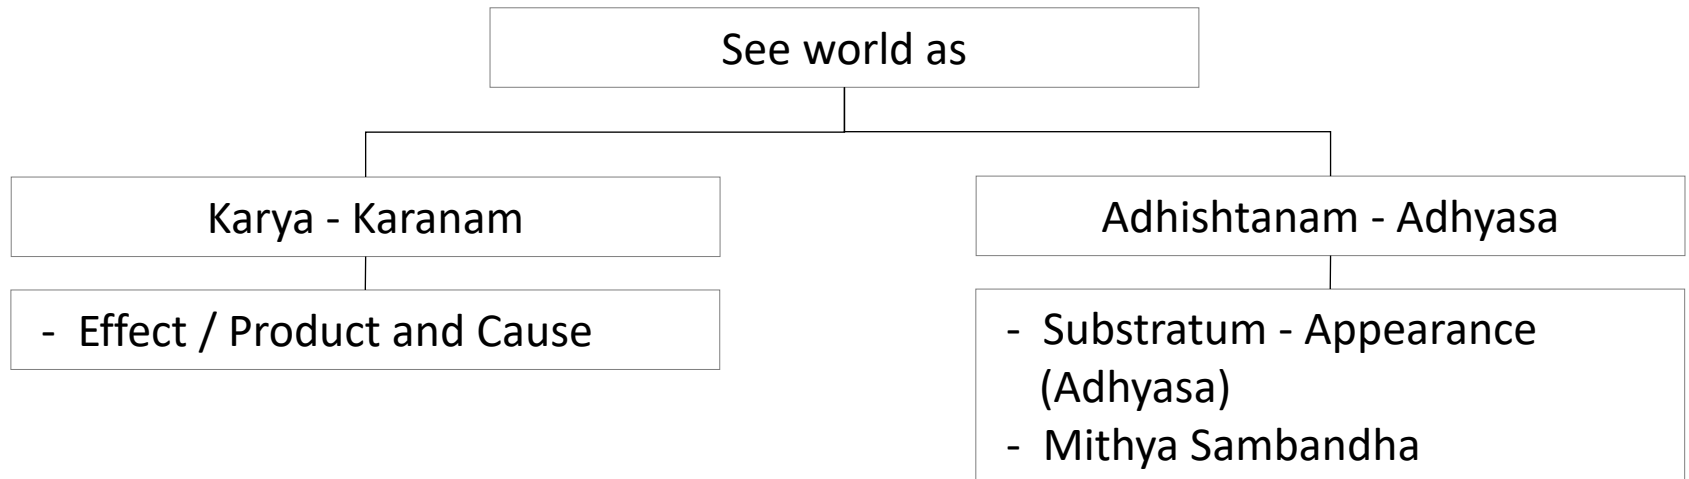 See world as
Karya - Karanam
- Effect / Product and Cause
Adhishtanam - Adhyasa
- Substratum - Appearance
(Adhyasa)
- Mithya Sambandha